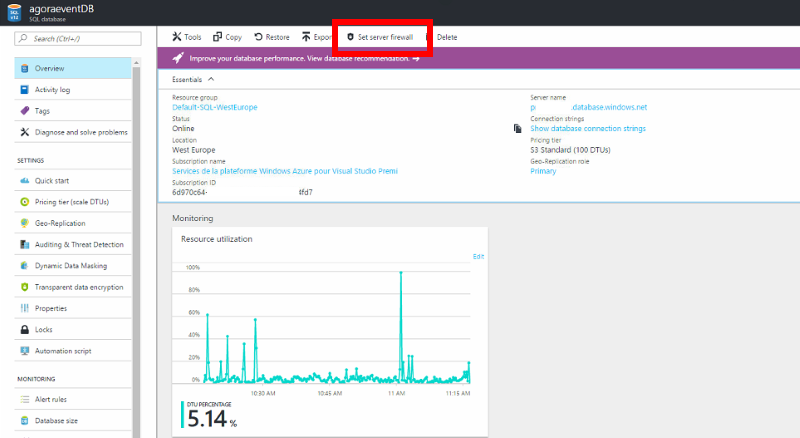 agoraeventDB
SQL database
Search (Ctrl+/)
Overview
Activity log
Tags
Diagnose and solve problems
SETTINGS
Quick start
Pricing tier (scale DTUs)
Geo-Replication
Auditing & Threat Detection
Dynamic Data Masking
Transparent data encryption
Properties
Locks
Automation script
MONITORING
Alert rules
Database size
Tools Copy Restore Export Set server firewall Delete
Improve your database performance. View database recommendation. →
Essentials
Resource group
Default-SQL-WestEurope
Status
Online
Location
West Europe
Subscription name
Services de la plateforme Windows Azure pour Visual Studio Premi
Subscription ID
6d970c64- 4fd7
Server name
p .database.windows.net
Connection strings
Show database connection strings
Pricing tier
S3 Standard (100 DTUs)
Geo-Replication role
Primary
Monitoring
Resource utilization
Edit
100%
80%
60%
40%
20%
0%
10:30 AM 10:45 AM 11 AM 11:15 AM
DTU PERCENTAGE
5.14 %